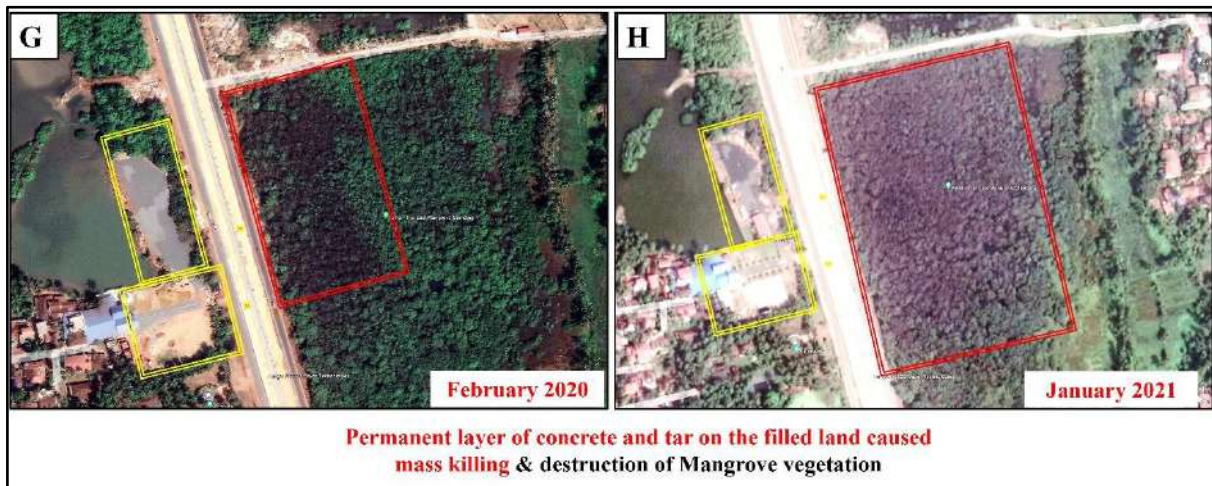 G
H
February 2020
January 2021
Permanent layer of concrete and tar on the filled land caused
mass killing & destruction of Mangrove vegetation